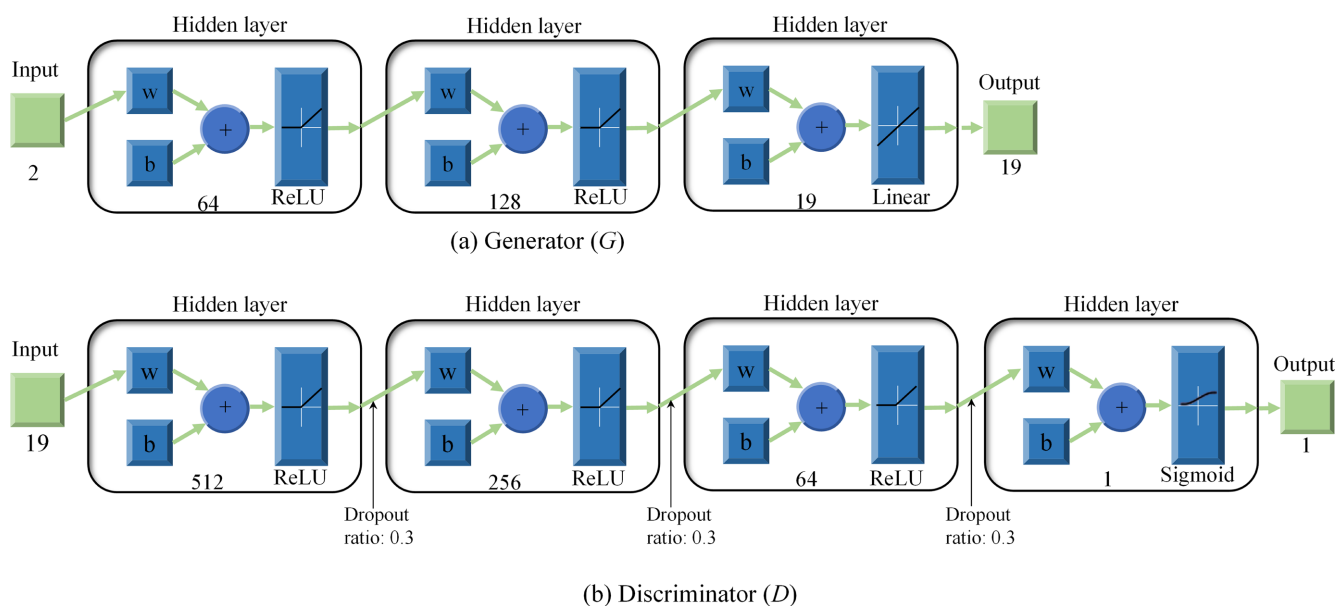 Hidden layer
Hidden layer
Hidden layer
Input
Output
w
b
+
w
b
+
w
b
+
2
64
ReLU
128
ReLU
19
Linear
19
(a) Generator (G)
Hidden layer
Hidden layer
Hidden layer
Hidden layer
Input
Output
w
b
+
w
b
+
w
b
+
w
b
+
19
512
ReLU
256
ReLU
64
ReLU
1
Sigmoid
1
Dropout
ratio: 0.3
Dropout
ratio: 0.3
Dropout
ratio: 0.3
(b) Discriminator (D)